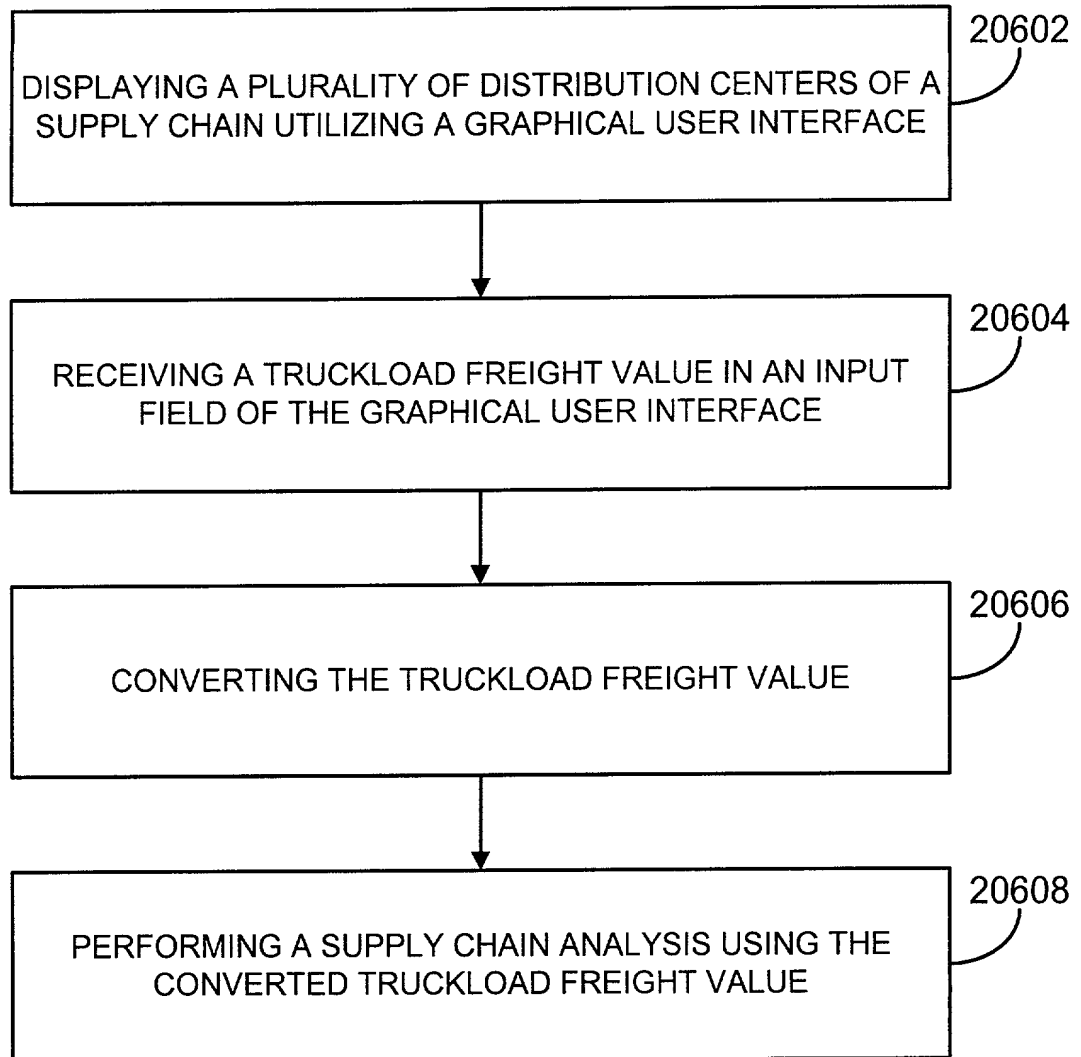 20602
DISPLAYING A PLURALITY OF DISTRIBUTION CENTERS OF A
SUPPLY CHAIN UTILIZING A GRAPHICAL USER INTERFACE
20604
RECEIVING A TRUCKLOAD FREIGHT VALUE IN AN INPUT
FIELD OF THE GRAPHICAL USER INTERFACE
20606
CONVERTING THE TRUCKLOAD FREIGHT VALUE
20608
PERFORMING A SUPPLY CHAIN ANALYSIS USING THE
CONVERTED TRUCKLOAD FREIGHT VALUE